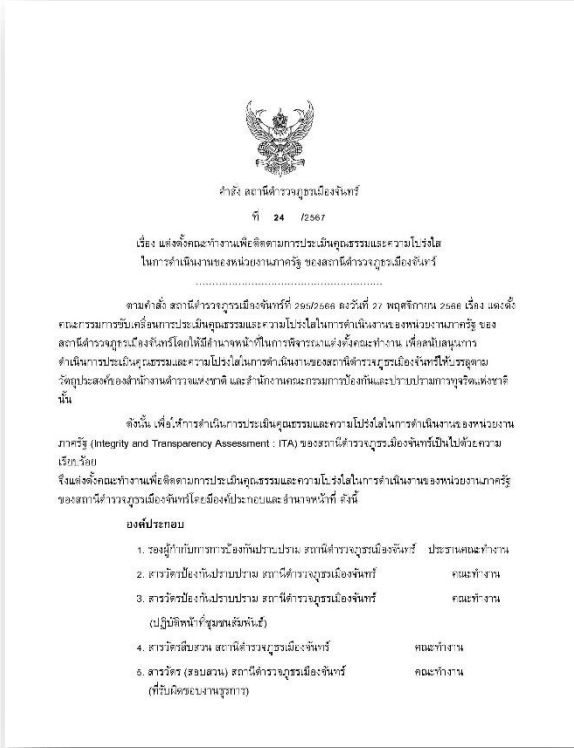 คำสั่ง สถานีตำรวจภูธรเมืองจันทร์
ที่ 24 /2567
เรื่อง แต่งตั้งคณะทำงานเพื่อติดตามการประเมินคุณธรรมและความโปร่งใส
ในการดำเนินงานของหน่วยงานภาครัฐ ของสถานีตำรวจภูธรเมืองจันทร์
........................................................
ตามคำสั่ง สถานีตำรวจภูธรเมืองจันทร์ที่ 295/2566 ลงวันที่ 27 พฤศจิกายน 2566 เรื่อง แต่งตั้ง
คณะกรรมการขับเคลื่อนการประเมินคุณธรรมและความโปร่งใสในการดำเนินงานของหน่วยงานภาครัฐ ของ
สถานีตำรวจภูธรเมืองจันทร์โดยให้มีอำนาจหน้าที่ในการพิจารณาแต่งตั้งคณะทำงาน เพื่อสนับสนุนการ
ดำเนินการประเมินคุณธรรมและความโปร่งใสในการดำเนินงานของสถานีตำรวจภูธรเมืองจันทร์ให้บรรลุตาม
วัตถุประสงค์ของสำนักงานตำรวจแห่งชาติ และสำนักงานคณะกรรมการป้องกันและปราบปรามการทุจริตแห่งชาติ
นั้น
ดังนั้น เพื่อให้การดำเนินการประเมินคุณธรรมและความโปร่งใสในการดำเนินงานของหน่วยงาน
ภาครัฐ (Integrity and Transparency Assessment : ITA) ของสถานีตำรวจภูธรเมืองจันทร์เป็นไปด้วยความ
เรียบร้อย
จึงแต่งตั้งคณะทำงานเพื่อติดตามการประเมินคุณธรรมและความโปร่งใสในการดำเนินงานของหน่วยงานภาครัฐ
ของสถานีตำรวจภูธรเมืองจันทร์โดยมีองค์ประกอบและอำนาจหน้าที่ ดังนี้
องค์ประกอบ
1. รองผู้กำกับการการป้องกันปราบปราม สถานีตำรวจภูธรเมืองจันทร์ ประธานคณะทำงาน
2. สารวัตรป้องกันปราบปราม สถานีตำรวจภูธรเมืองจันทร์ คณะทำงาน
3. สารวัตรป้องกันปราบปราม สถานีตำรวจภูธรเมืองจันทร์ คณะทำงาน
(ปฏิบัติหน้าที่ชุมชนสัมพันธ์)
4. สารวัตรสืบสวน สถานีตำรวจภูธรเมืองจันทร์ คณะทำงาน
5. สารวัตร (สอบสวน) สถานีตำรวจภูธรเมืองจันทร์ คณะทำงาน
(ที่รับผิดชอบงานธุรการ)